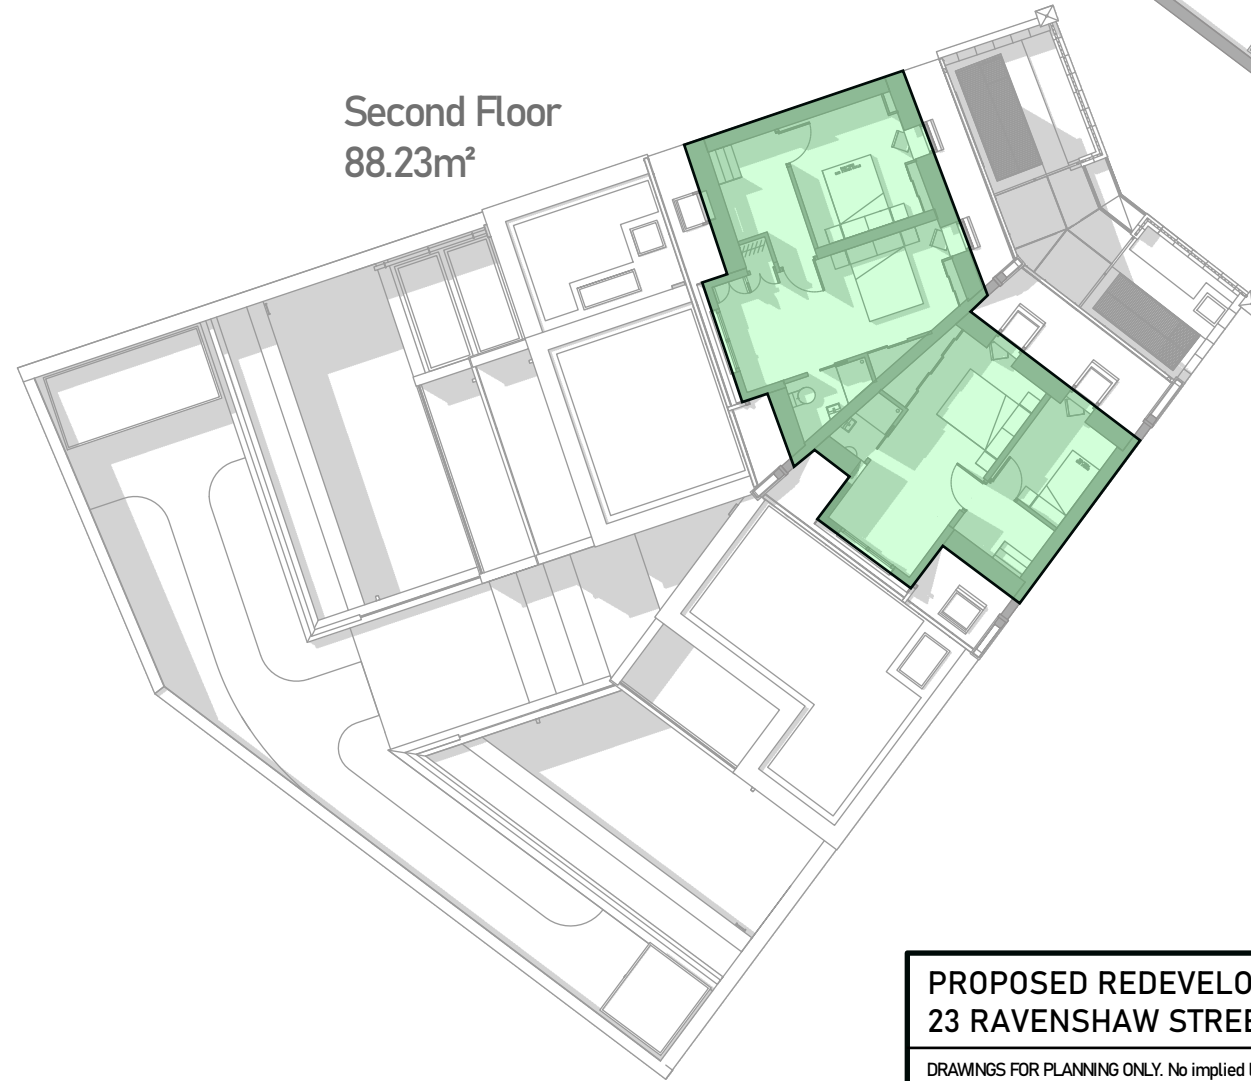 Second Floor
88.23m²
PROPOSED REDEVELO
23 RAVENSHAW STREE
DRAWINGS FOR PLANNING ONLY. No implied l